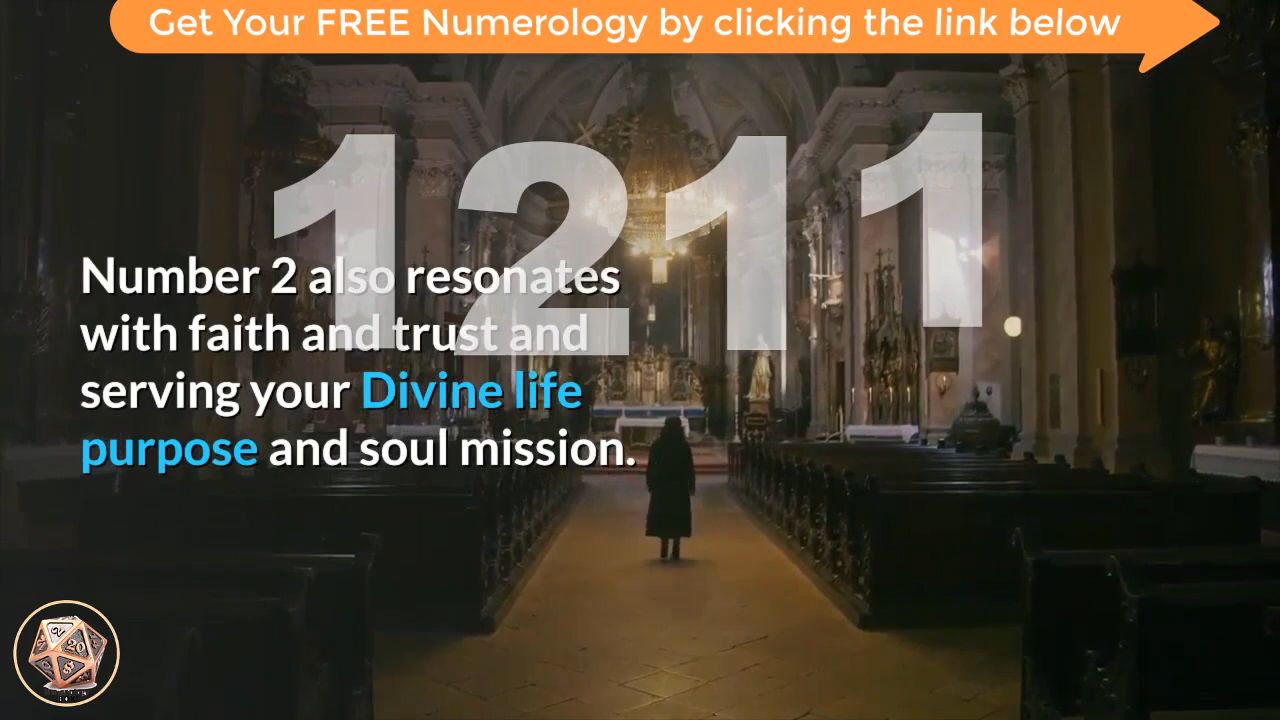 Get Your FREE Numerology by clicking the link below
1211
Number 2 also resonates
with faith and trust and
serving your Divine life
purpose and soul mission.
20